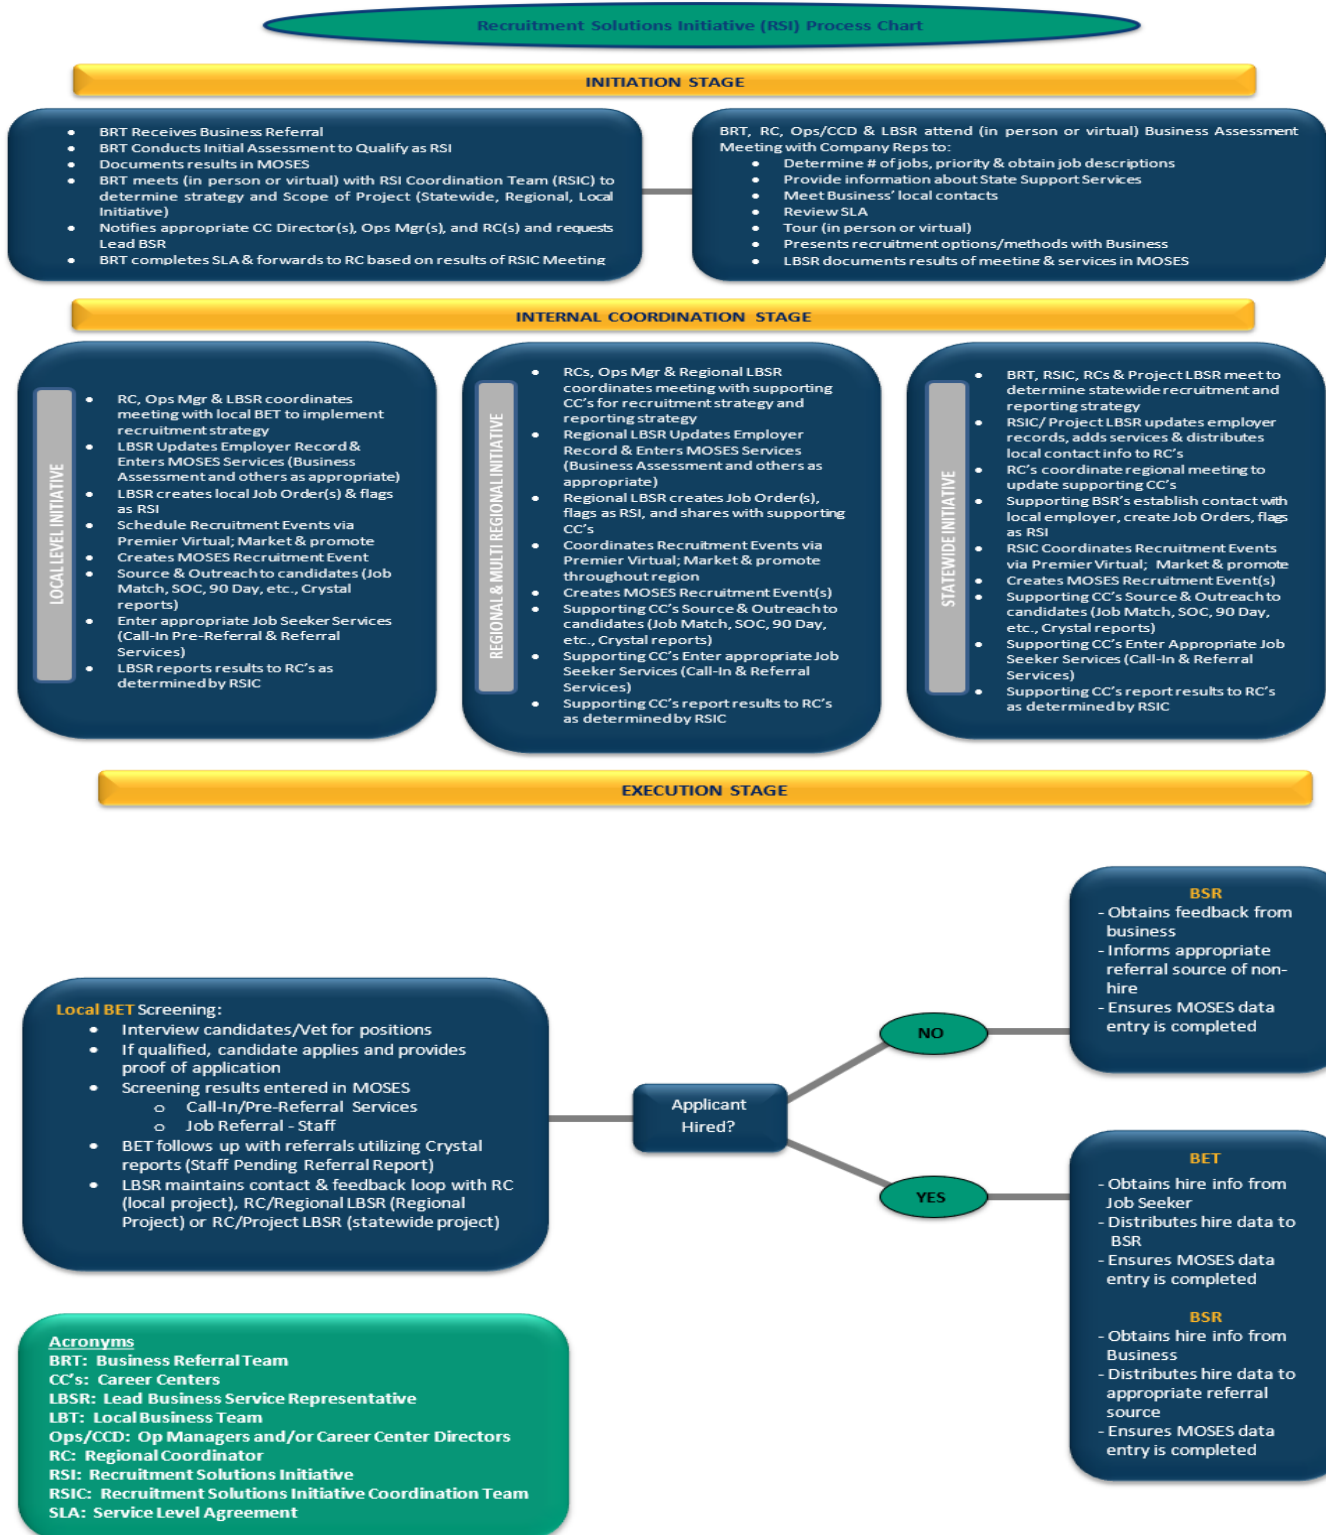 Recruitment Solutions Initiative (RSI) Process Chart
INITIATION STAGE
• BRT Receives Business Referral
• BRT Conducts Initial Assessment to Qualify as RSI
• Documents results in MOSES
• BRT meets (in person or virtual) with RSI Coordination Team (RSIC) to
determine strategy and Scope of Project (Statewide, Regional, Local
Initiative)
• Notifies appropriate CC Director(s), Ops Mgr(s), and RC(s) and requests
Lead BSR
• BRT completes SLA & forwards to RC based on results of RSIC Meeting
BRT, RC, Ops/CCD & LBSR attend (in person or virtual) Business Assessment
Meeting with Company Reps to:
• Determine # of jobs, priority & obtain job descriptions
• Provide information about State Support Services
• Meet Business' local contacts
• Review SLA
• Tour (in person or virtual)
• Presents recruitment options/methods with Business
• LBSR documents results of meeting & services in MOSES
INTERNAL COORDINATION STAGE
LOCAL LEVEL INITIATIVE
• RC, Ops Mgr & LBSR coordinates
meeting with local BET to implement
recruitment strategy
• LBSR Updates Employer Record &
Enters MOSES Services (Business
Assessment and others as appropriate)
• LBSR creates local Job Order(s) & flags
as RSI
• Schedule Recruitment Events via
Premier Virtual; Market & promote
• Creates MOSES Recruitment Event
• Source & Outreach to candidates (Job
Match, SOC, 90 Day, etc., Crystal
reports)
• Enter appropriate Job Seeker Services
(Call-In Pre-Referral & Referral
Services)
• LBSR reports results to RC's as
determined by RSIC
REGIONAL & MULTI REGIONAL INITIATIVE
• RCs, Ops Mgr & Regional LBSR
coordinates meeting with supporting
CC's for recruitment strategy and
reporting strategy
• Regional LBSR Updates Employer
Record & Enters MOSES Services
(Business Assessment and others as
appropriate)
• Regional LBSR creates Job Order(s),
flags as RSI, and shares with supporting
CC's
• Coordinates Recruitment Events via
Premier Virtual; Market & promote
throughout region
• Creates MOSES Recruitment Event(s)
• Supporting CC's Source & Outreach to
candidates (Job Match, SOC, 90 Day,
etc., Crystal reports)
• Supporting CC's Enter appropriate Job
Seeker Services (Call-In & Referral
Services)
• Supporting CC's report results to RC's
as determined by RSIC
STATEWIDE INITIATIVE
• BRT, RSIC, RCs & Project LBSR meet to
determine statewide recruitment and
reporting strategy
• RSIC/ Project LBSR updates employer
records, adds services & distributes
local contact info to RC's
• RC's coordinate regional meeting to
update supporting CC's
• Supporting BSR's establish contact with
local employer, create Job Orders, flags
as RSI
• RSIC Coordinates Recruitment Events
via Premier Virtual; Market & promote
• Creates MOSES Recruitment Event(s)
• Supporting CC's Source & Outreach to
candidates (Job Match, SOC, 90 Day,
etc., Crystal reports)
• Supporting CC's Enter Appropriate Job
Seeker Services (Call-In & Referral
Services)
• Supporting CC's report results to RC's
as determined by RSIC
EXECUTION STAGE
Local BET Screening:
• Interview candidates/Vet for positions
• If qualified, candidate applies and provides
proof of application
• Screening results entered in MOSES
o Call-In/Pre-Referral Services
o Job Referral - Staff
• BET follows up with referrals utilizing Crystal
reports (Staff Pending Referral Report)
• LBSR maintains contact & feedback loop with RC
(local project), RC/Regional LBSR (Regional
Project) or RC/Project LBSR (statewide project)
Applicant
Hired?
NO
YES
BSR
- Obtains feedback from
business
- Informs appropriate
referral source of non-
hire
- Ensures MOSES data
entry is completed
BET
- Obtains hire info from
Job Seeker
- Distributes hire data to
BSR
- Ensures MOSES data
entry is completed
BSR
- Obtains hire info from
Business
- Distributes hire data to
appropriate referral
source
- Ensures MOSES data
entry is completed
Acronyms
BRT: Business Referral Team
CC's: Career Centers
LBSR: Lead Business Service Representative
LBT: Local Business Team
Ops/CCD: Op Managers and/or Career Center Directors
RC: Regional Coordinator
RSI: Recruitment Solutions Initiative
RSIC: Recruitment Solutions Initiative Coordination Team
SLA: Service Level Agreement